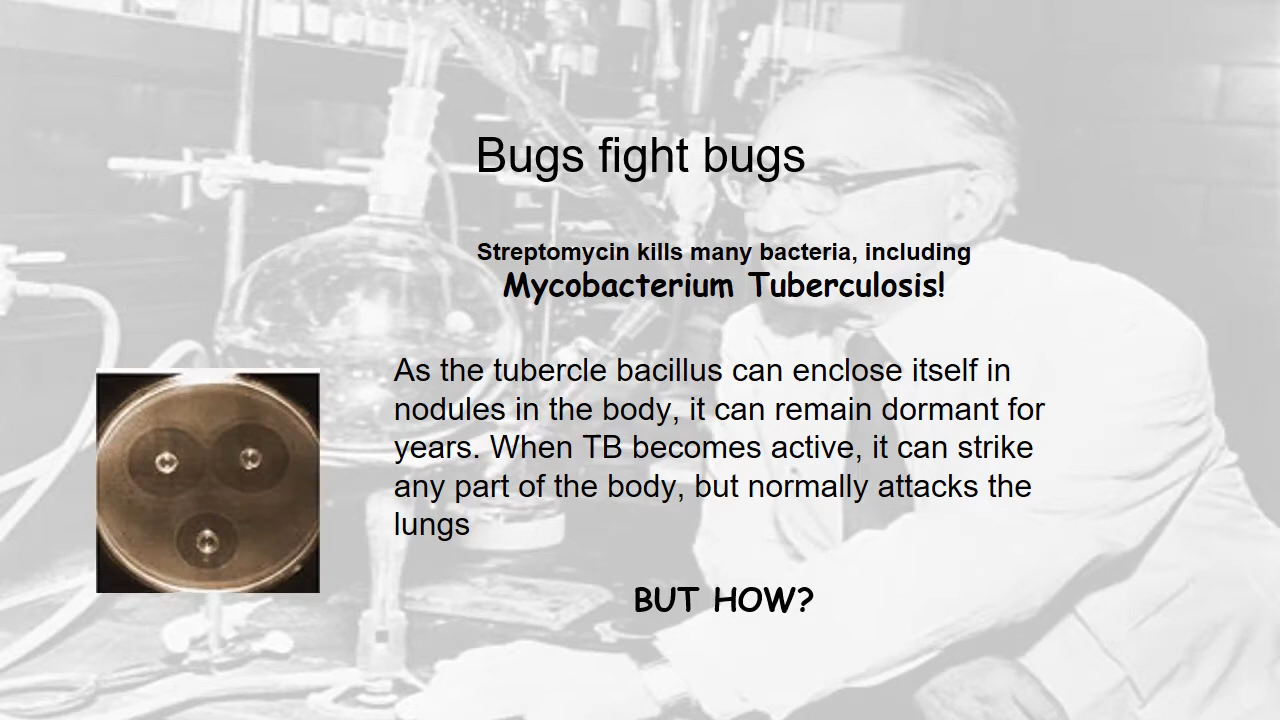 Bugs fight bugs
Streptomycin kills many bacteria, including
Mycobacterium Tuberculosis!
As the tubercle bacillus can enclose itself in
nodules in the body, it can remain dormant for
years. When TB becomes active, it can strike
any part of the body, but normally attacks the
lungs
BUT HOW?